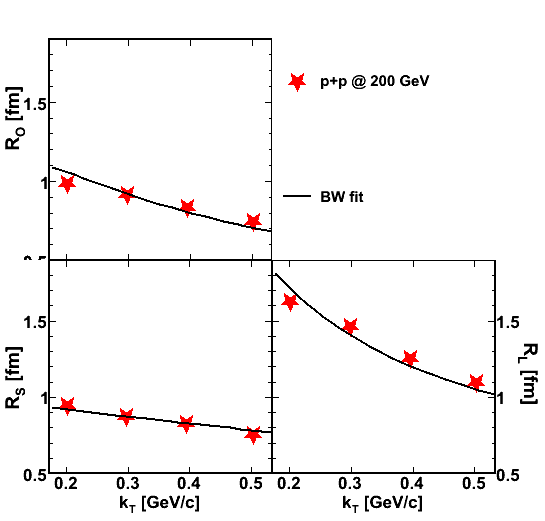 R_O [fm]
1.5
1
p+p @ 200 GeV
BW fit
R_S [fm]
1.5
1
0.5
0.2 0.3 0.4 0.5
k_T [GeV/c]
1.5
1
0.5
R_L [fm]
0.2 0.3 0.4 0.5
k_T [GeV/c]